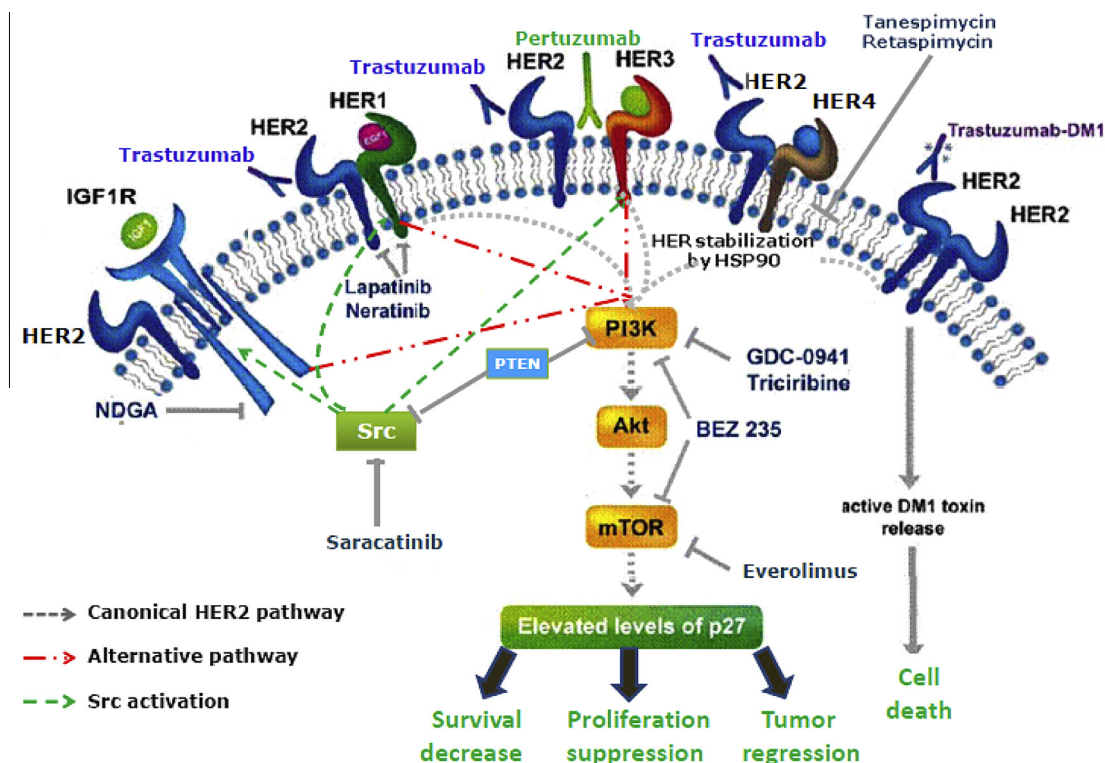 Tanespimycin
Retaspimycin
Pertuzumab
Trastuzumab
HER2
HER3
Trastuzumab
HER2
HER4
Trastuzumab
HER1
EGF1
HER2
Trastuzumab-DM1
HER2
HER2
IGF1R
IGF1
HER2
HER stabilization
by HSP90
Lapatinib
Neratinib
PI3K
PTEN
GDC-0941
Triciribine
NDGA
Src
Akt
BEZ 235
mTOR
active DM1 toxin
release
Saracatinib
Everolimus
Canonical HER2 pathway
Alternative pathway
Src activation
Elevated levels of p27
Survival
decrease
Proliferation
suppression
Tumor
regression
Cell
death